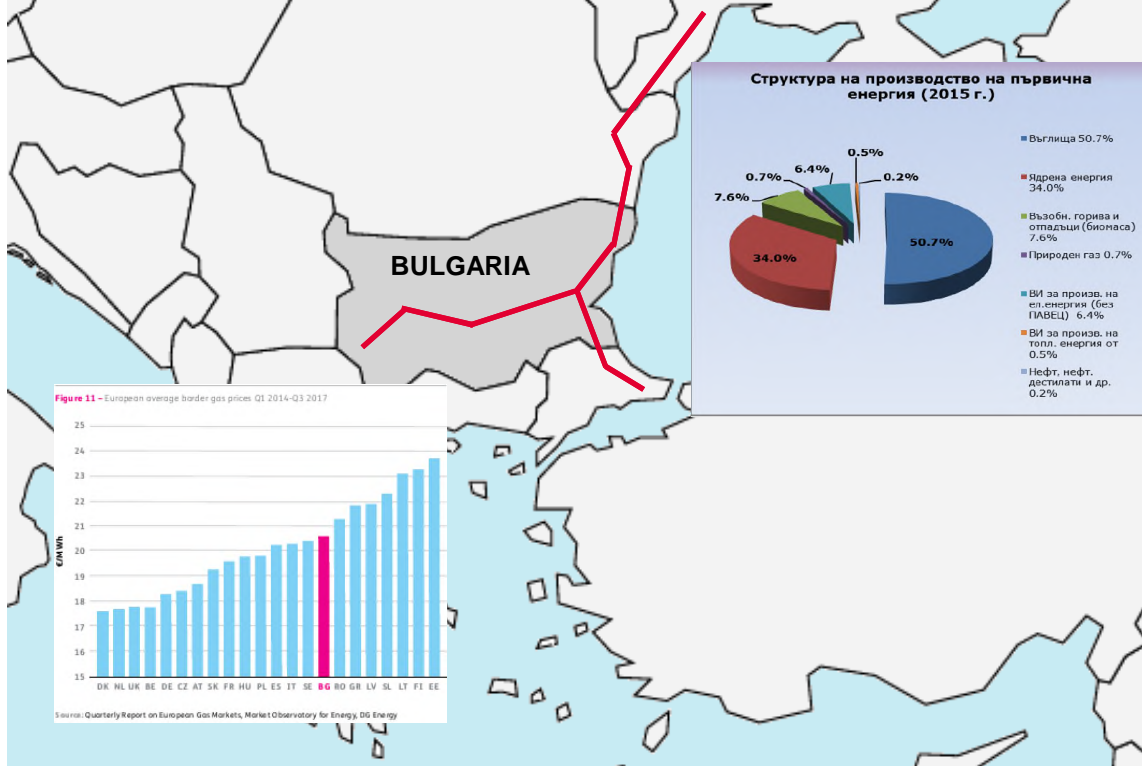 Структура на производство на първична
енергия (2015 г.)
0.5%
6.4%
0.2%
0.7%
7.6%
50.7%
34.0%
Въглища 50.7%
Ядрена енергия
34.0%
Възобн. горива и
отпадъци (биомаса)
7.6%
Природен газ 0.7%
ВИ за произв. на
ел.енергия (без
ПАВЕЦ) 6.4%
ВИ за произв. на
топл. енергия от
0.5%
Нефт, нефт.
дестилати и др.
0.2%
BULGARIA
Figure 11 – European average border gas prices Q1 2014-Q3 2017
25
24
23
22
21
20
19
18
17
16
15
€/MWh
DK NL UK BE DE CZ AT SK FR HU PL ES IT SE BG RO GR LV SL LT FI EE
Source: Quarterly Report on European Gas Markets, Market Observatory for Energy, DG Energy